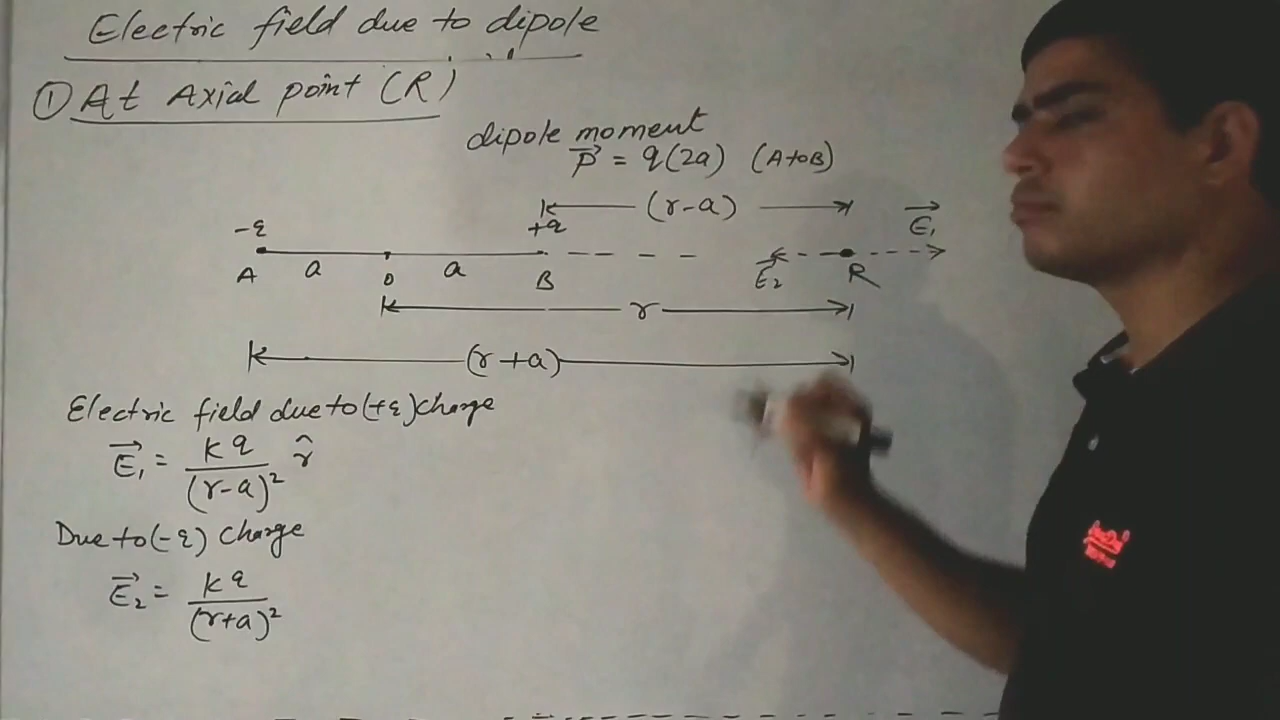 Electric field due to dipole
① At Axial point (R)
dipole moment
p⃗ = q(2a) (A to B)
(r-a)
-q +q E⃗₁
A a O a B E⃗₂ R
r
(r+a)
Electric field due to (+q) charge
E⃗₁ = kq/(r-a)² r̂
Due to (-q) charge
E⃗₂ = kq/(r+a)²